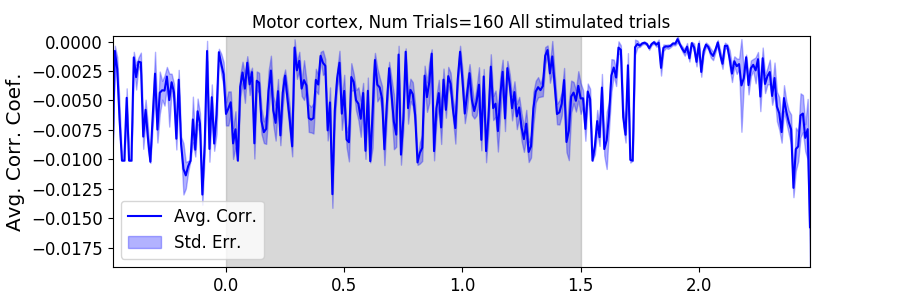 Motor cortex, Num Trials=160 All stimulated trials
Avg. Corr. Coef.
0.0000
−0.0025
−0.0050
−0.0075
−0.0100
−0.0125
−0.0150
−0.0175
Avg. Corr.
Std. Err.
0.0 0.5 1.0 1.5 2.0